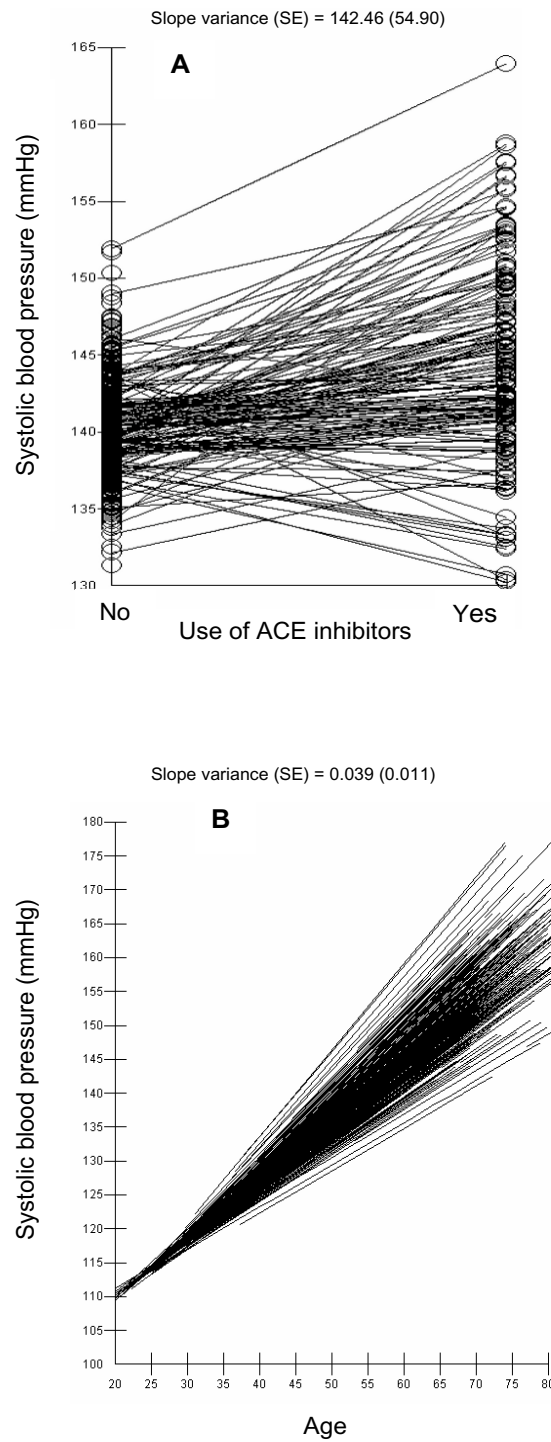 Slope variance (SE) = 142.46 (54.90)
A
165
160
155
150
145
140
135
130
Systolic blood pressure (mmHg)
No
Yes
Use of ACE inhibitors
Slope variance (SE) = 0.039 (0.011)
B
180
175
170
165
160
155
150
145
140
135
130
125
120
115
110
105
100
Systolic blood pressure (mmHg)
20 25 30 35 40 45 50 55 60 65 70 75 80
Age